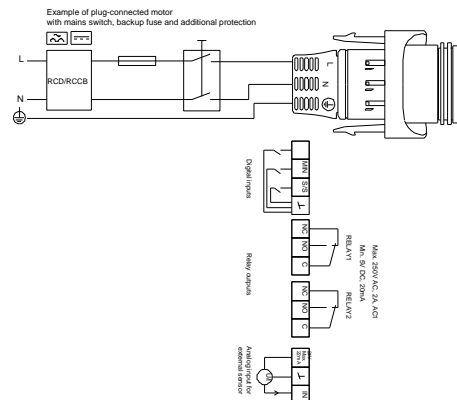 Example of plug-connected motor
with mains switch, backup fuse and additional protection
L
RCD/RCCB
N
L
N
Digital inputs
MIN
S/S
Relay outputs
NC
NO
C
RELAY1
NC
NO
C
RELAY2
Max. 250V AC, 2A, AC1
Min. 5V DC, 20mA
Analog input for
external sensor
Max.
22mA
IN